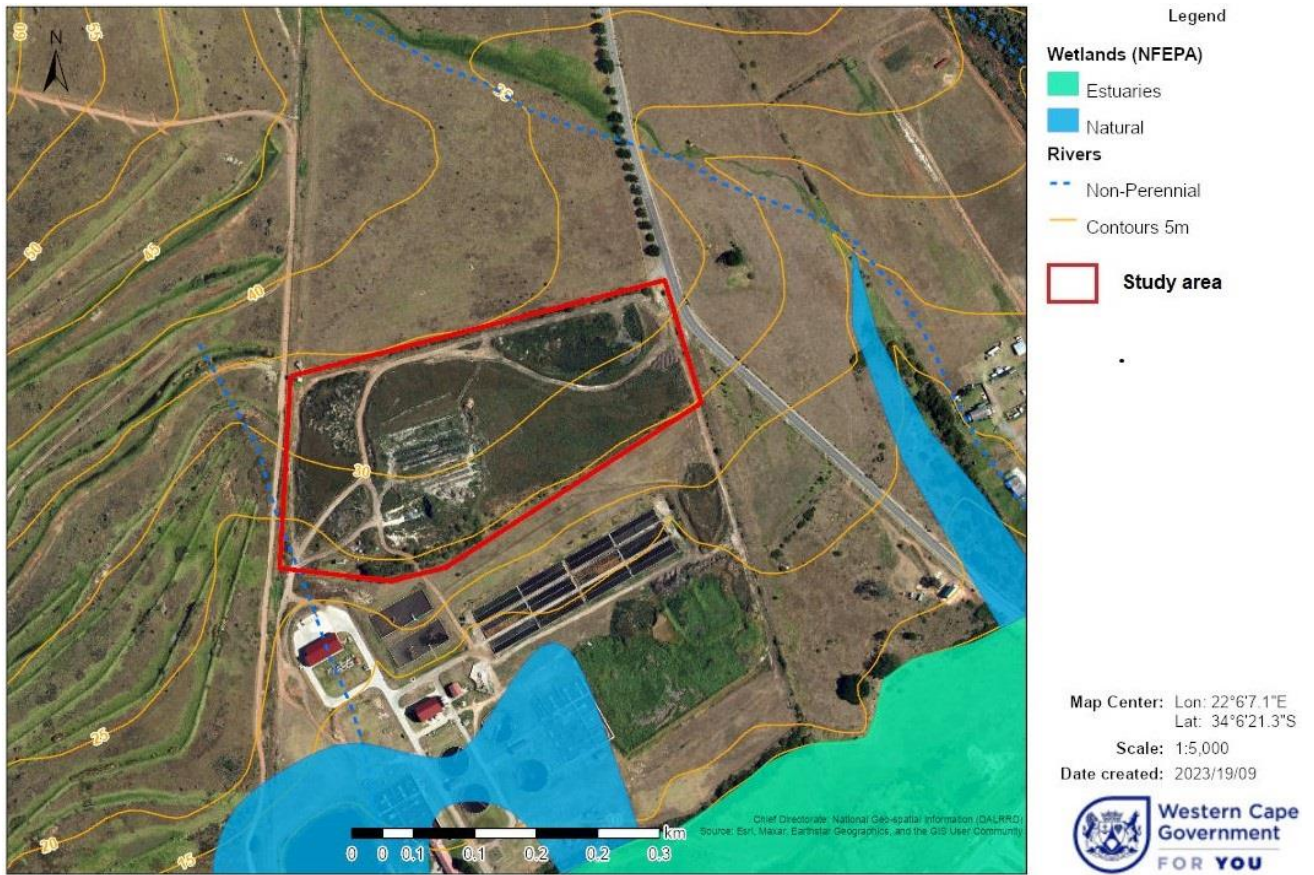 60
55
N
35
50
45
40
30
25
20
15
0 0 0.1 0.1 0.2 0.2 0.3
km
Chief Directorate: National Geo-spatial Information (DALRRD)
Source: Esri, Maxar, Earthstar Geographics, and the GIS User Community
Legend
Wetlands (NFEPA)
Estuaries
Natural
Rivers
Non-Perennial
Contours 5m
Study area
Map Center: Lon: 22°6'7.1"E
Lat: 34°6'21.3"S
Scale: 1:5,000
Date created: 2023/19/09
Western Cape
Government
FOR YOU